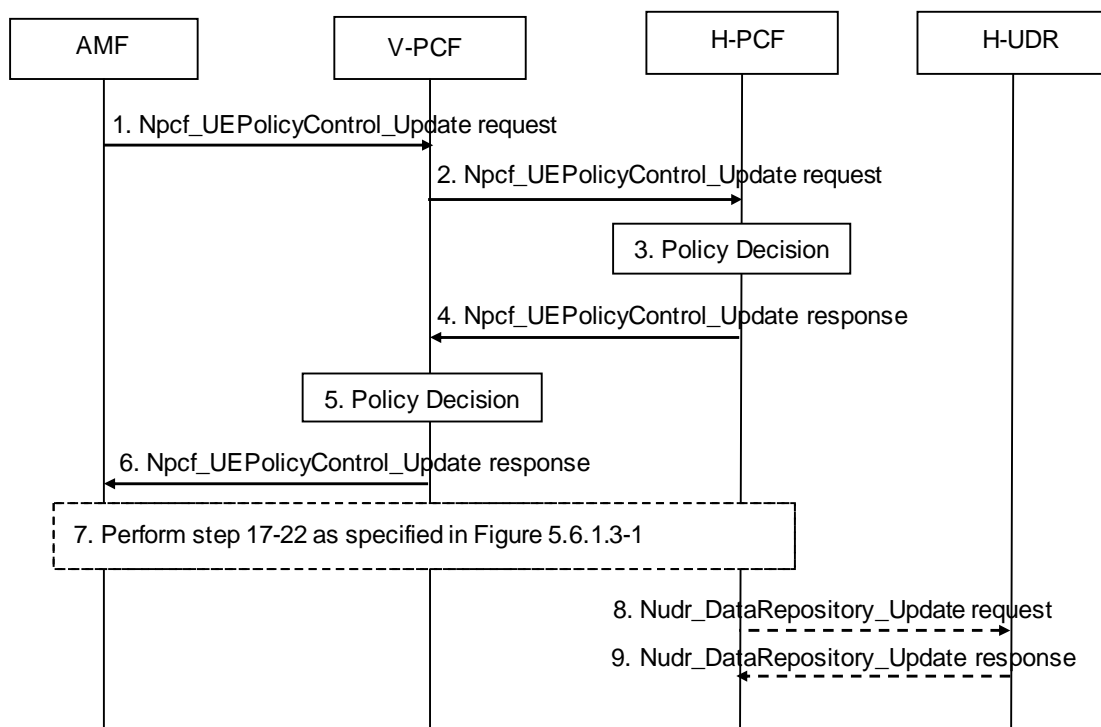 AMF
V-PCF
H-PCF
H-UDR
1. Npcf_UEPolicyControl_Update request
2. Npcf_UEPolicyControl_Update request
3. Policy Decision
4. Npcf_UEPolicyControl_Update response
5. Policy Decision
6. Npcf_UEPolicyControl_Update response
7. Perform step 17-22 as specified in Figure 5.6.1.3-1
8. Nudr_DataRepository_Update request
9. Nudr_DataRepository_Update response